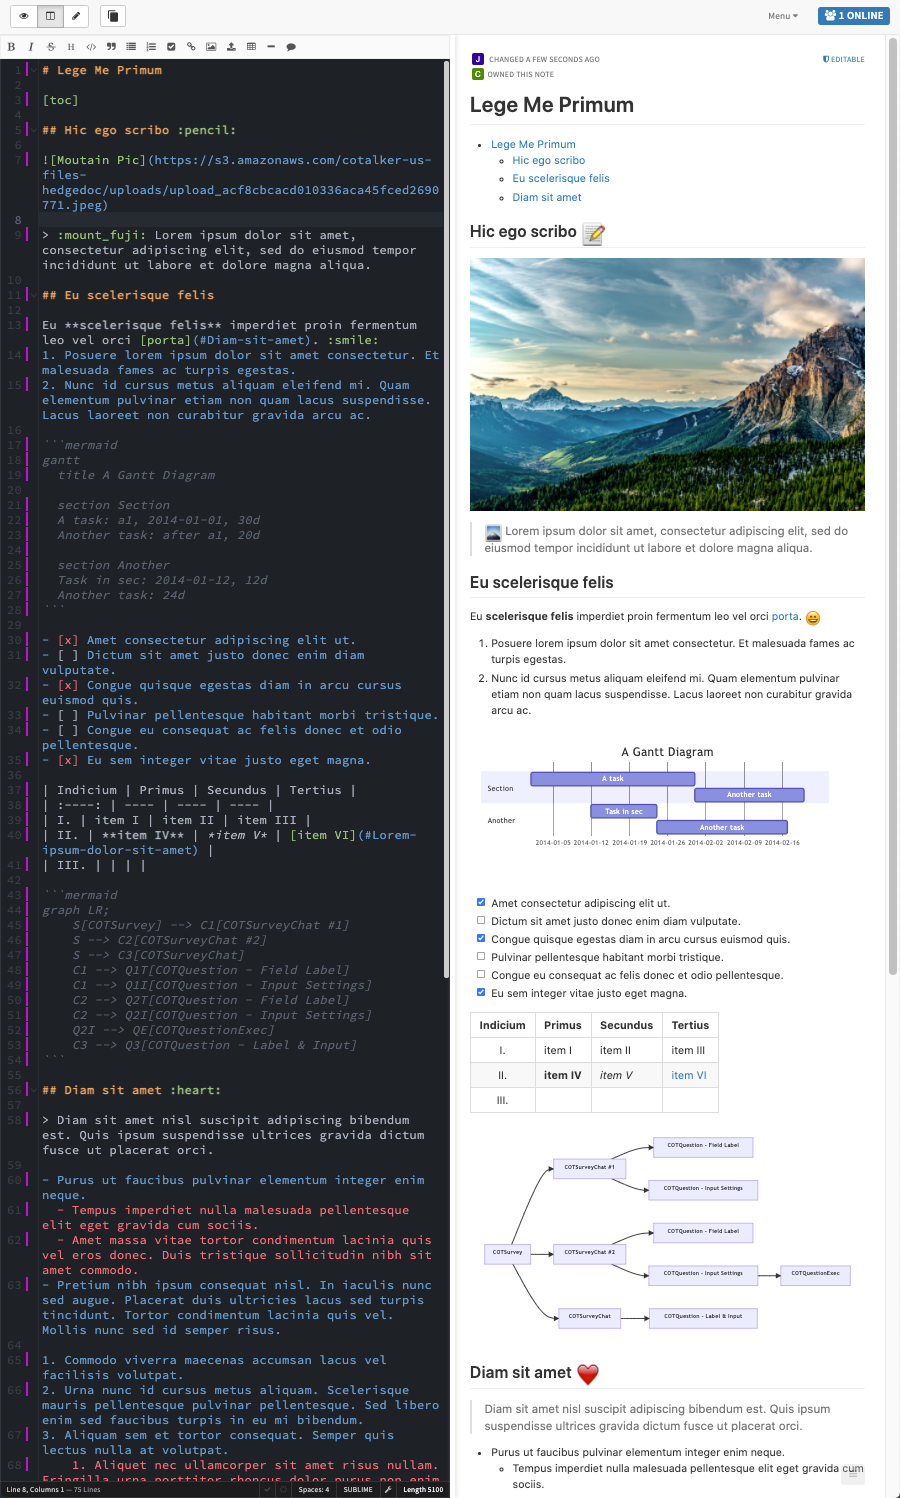 Menu
1 ONLINE
B I S H </>
1 # Lege Me Primum
2
3 [toc]
4
5 ## Hic ego scribo :pencil:
6
7 ![Moutain Pic](https://s3.amazonaws.com/cotalker-us-
files-
hedgedoc/uploads/upload_acf8cbcacd010336aca45fced2690
771.jpeg)
8
9 > :mount_fuji: Lorem ipsum dolor sit amet,
consectetur adipiscing elit, sed do eiusmod tempor
incididunt ut labore et dolore magna aliqua.
10
11 ## Eu scelerisque felis
12
13 Eu **scelerisque felis** imperdiet proin fermentum
leo vel orci [porta](#Diam-sit-amet). :smile:
14 1. Posuere lorem ipsum dolor sit amet consectetur. Et
malesuada fames ac turpis egestas.
15 2. Nunc id cursus metus aliquam eleifend mi. Quam
elementum pulvinar etiam non quam lacus suspendisse.
Lacus laoreet non curabitur gravida arcu ac.
16
17 ```mermaid
18 gantt
19 title A Gantt Diagram
20
21 section Section
22 A task: a1, 2014-01-01, 30d
23 Another task: after a1, 20d
24
25 section Another
26 Task in sec: 2014-01-12, 12d
27 Another task: 24d
28 ```
29
30 - [x] Amet consectetur adipiscing elit ut.
31 - [ ] Dictum sit amet justo donec enim diam
vulputate.
32 - [x] Congue quisque egestas diam in arcu cursus
euismod quis.
33 - [ ] Pulvinar pellentesque habitant morbi tristique.
34 - [ ] Congue eu consequat ac felis donec et odio
pellentesque.
35 - [x] Eu sem integer vitae justo eget magna.
36
37 | Indicium | Primus | Secundus | Tertius |
38 | :----: | ---- | ---- | ---- |
39 | I. | item I | item II | item III |
40 | II. | **item IV** | *item V* | [item VI](#Lorem-
ipsum-dolor-sit-amet) |
41 | III. | | | |
42
43 ```mermaid
44 graph LR;
45 S[COTSurvey] --> C1[COTSurveyChat #1]
46 S --> C2[COTSurveyChat #2]
47 S --> C3[COTSurveyChat]
48 C1 --> Q1T[COTQuestion - Field Label]
49 C1 --> Q1I[COTQuestion - Input Settings]
50 C2 --> Q2T[COTQuestion - Field Label]
51 C2 --> Q2I[COTQuestion - Input Settings]
52 Q2I --> QE[COTQuestionExec]
53 C3 --> Q3[COTQuestion - Label & Input]
54 ```
55
56 ## Diam sit amet :heart:
57
58 > Diam sit amet nisl suscipit adipiscing bibendum
est. Quis ipsum suspendisse ultrices gravida dictum
fusce ut placerat orci.
59
60 - Purus ut faucibus pulvinar elementum integer enim
neque.
61 - Tempus imperdiet nulla malesuada pellentesque
elit eget gravida cum sociis.
62 - Amet massa vitae tortor condimentum lacinia quis
vel eros donec. Duis tristique sollicitudin nibh sit
amet commodo.
63 - Pretium nibh ipsum consequat nisl. In iaculis nunc
sed augue. Placerat duis ultricies lacus sed turpis
tincidunt. Tortor condimentum lacinia quis vel.
Mollis nunc sed id semper risus.
64
65 1. Commodo viverra maecenas accumsan lacus vel
facilisis volutpat.
66 2. Urna nunc id cursus metus aliquam. Scelerisque
mauris pellentesque pulvinar pellentesque. Sed libero
enim sed faucibus turpis in eu mi bibendum.
67 3. Aliquam sem et tortor consequat. Semper quis
lectus nulla at volutpat.
68 1. Aliquet nec ullamcorper sit amet risus nullam.
Fringilla urna porttitor rhoncus dolor purus non enim
Line 8, Columns 1 — 75 Lines
Spaces: 4
SUBLIME
Length 5100
J CHANGED A FEW SECONDS AGO
EDITABLE
C OWNED THIS NOTE
Lege Me Primum
Lege Me Primum
Hic ego scribo
Eu scelerisque felis
Diam sit amet
Hic ego scribo
Lorem ipsum dolor sit amet, consectetur adipiscing elit, sed do
eiusmod tempor incididunt ut labore et dolore magna aliqua.
Eu scelerisque felis
Eu scelerisque felis imperdiet proin fermentum leo vel orci porta.
1. Posuere lorem ipsum dolor sit amet consectetur. Et malesuada fames ac
turpis egestas.
2. Nunc id cursus metus aliquam eleifend mi. Quam elementum pulvinar
etiam non quam lacus suspendisse. Lacus laoreet non curabitur gravida
arcu ac.
A Gantt Diagram
A task
Section
Another task
Task in sec
Another
Another task
2014-01-05 2014-01-12 2014-01-19 2014-01-26 2014-02-02 2014-02-09 2014-02-16
Amet consectetur adipiscing elit ut.
Dictum sit amet justo donec enim diam vulputate.
Congue quisque egestas diam in arcu cursus euismod quis.
Pulvinar pellentesque habitant morbi tristique.
Congue eu consequat ac felis donec et odio pellentesque.
Eu sem integer vitae justo eget magna.
Indicium Primus Secundus Tertius
I. item I item II item III
II. item IV item V item VI
III.
COTQuestion - Field Label
COTSurveyChat #1
COTQuestion - Input Settings
COTQuestion - Field Label
COTSurvey
COTSurveyChat #2
COTQuestion - Input Settings
COTQuestionExec
COTSurveyChat
COTQuestion - Label & Input
Diam sit amet
Diam sit amet nisl suscipit adipiscing bibendum est. Quis ipsum
suspendisse ultrices gravida dictum fusce ut placerat orci.
Purus ut faucibus pulvinar elementum integer enim neque.
Tempus imperdiet nulla malesuada pellentesque elit eget gravida cum
sociis.